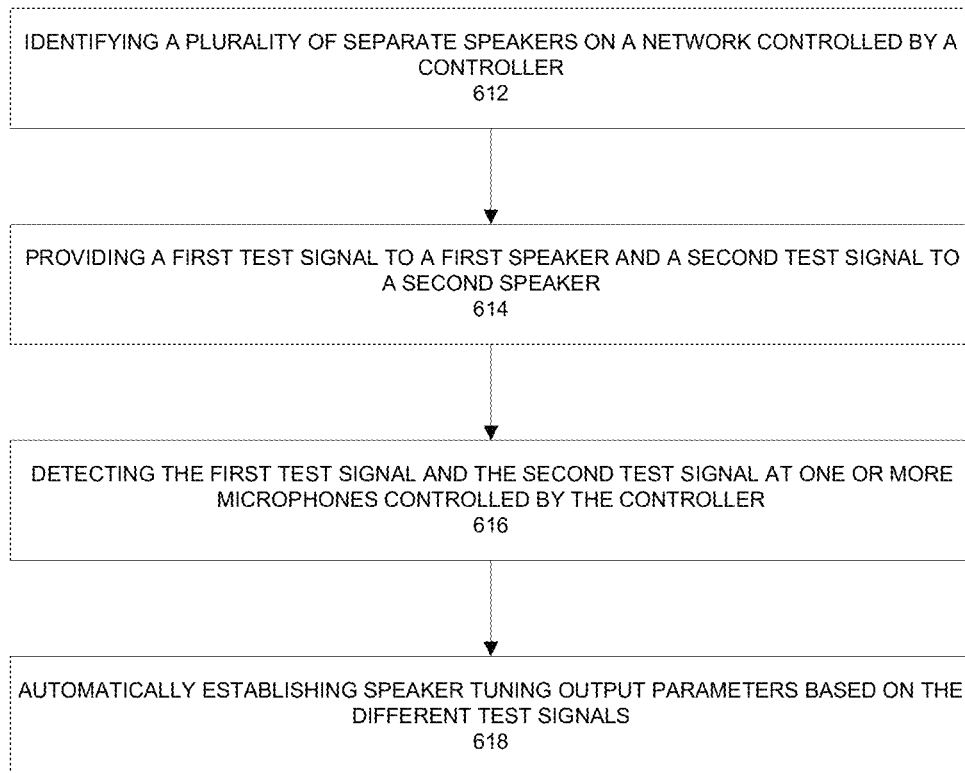 IDENTIFYING A PLURALITY OF SEPARATE SPEAKERS ON A NETWORK CONTROLLED BY A
CONTROLLER
612
PROVIDING A FIRST TEST SIGNAL TO A FIRST SPEAKER AND A SECOND TEST SIGNAL TO
A SECOND SPEAKER
614
DETECTING THE FIRST TEST SIGNAL AND THE SECOND TEST SIGNAL AT ONE OR MORE
MICROPHONES CONTROLLED BY THE CONTROLLER
616
AUTOMATICALLY ESTABLISHING SPEAKER TUNING OUTPUT PARAMETERS BASED ON THE
DIFFERENT TEST SIGNALS
618